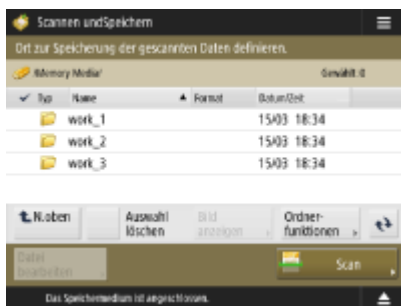 Scannen undSpeichern
Ort zur Speicherung der gescannten Daten definieren.
/Memory Media/ Gewählt: 0
Typ Name Format Datum/Zeit
work_1 15/03 18:34
work_2 15/03 18:34
work_3 15/03 18:34
N.oben Auswahl löschen Bild anzeigen Ordner-funktionen
Datei bearbeiten Scan
Das Speichermedium ist angeschlossen.